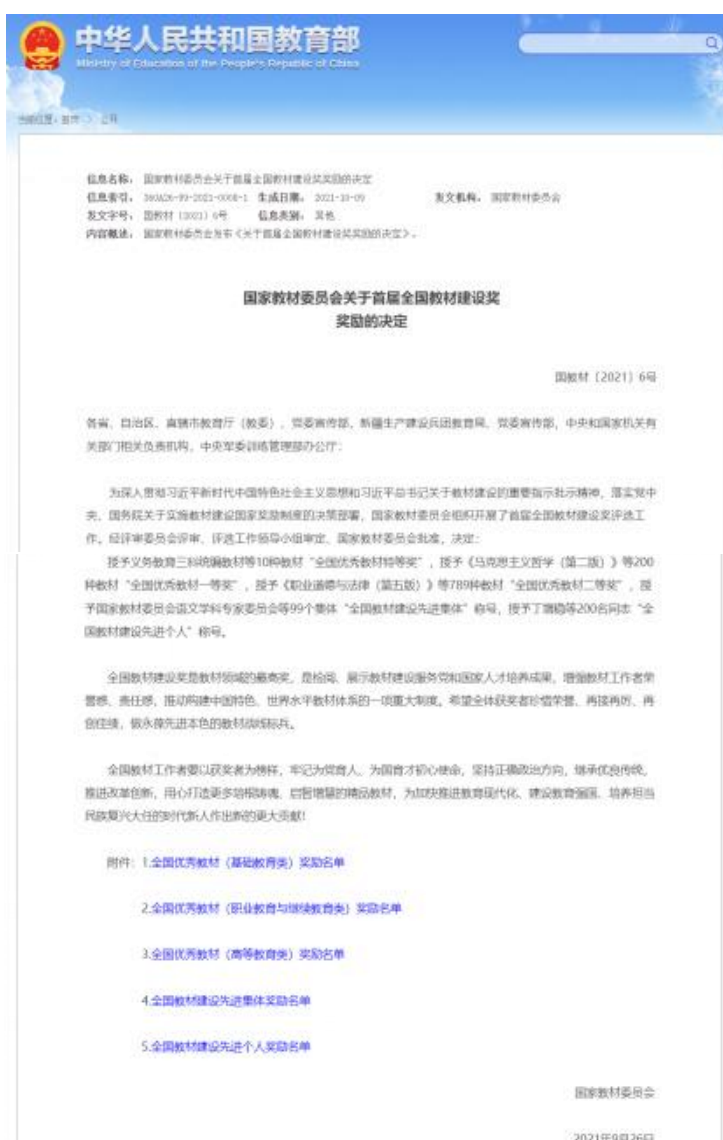 中华人民共和国教育部
Ministry of Education of the People's Republic of China
当前位置：首页 > 公开
信息名称： 国家教材委员会关于首届全国教材建设奖奖励的决定
信息索引： 360A26-99-2021-0008-1 生成日期： 2021-10-09 发文机构： 国家教材委员会
发文字号： 国教材〔2021〕6号 信息类别： 其他
内容概述： 国家教材委员会发布《关于首届全国教材建设奖奖励的决定》。
国家教材委员会关于首届全国教材建设奖
奖励的决定
国教材〔2021〕6号
各省、自治区、直辖市教育厅（教委）、党委宣传部，新疆生产建设兵团教育局、党委宣传部，中央和国家机关有
关部门相关负责机构，中央军委训练管理部办公厅：
为深入贯彻习近平新时代中国特色社会主义思想和习近平总书记关于教材建设的重要指示批示精神，落实党中
央、国务院关于实施教材建设国家奖励制度的决策部署，国家教材委员会组织开展了首届全国教材建设奖评选工
作。经评审委员会评审、评选工作领导小组审定、国家教材委员会批准，决定：
授予义务教育三科统编教材等10种教材“全国优秀教材特等奖”，授予《马克思主义哲学（第二版）》等200
种教材“全国优秀教材一等奖”，授予《职业道德与法律（第五版）》等789种教材“全国优秀教材二等奖”，授
予国家教材委员会语文学科专家委员会等99个集体“全国教材建设先进集体”称号，授予丁增稳等200名同志“全
国教材建设先进个人”称号。
全国教材建设奖是教材领域的最高奖，是检阅、展示教材建设服务党和国家人才培养成果，增强教材工作者荣
誉感、责任感，推动构建中国特色、世界水平教材体系的一项重大制度。希望全体获奖者珍惜荣誉、再接再厉、再
创佳绩，做永葆先进本色的教材战线标兵。
全国教材工作者要以获奖者为榜样，牢记为党育人、为国育才初心使命，坚持正确政治方向，继承优良传统，
推进改革创新，用心打造更多培根铸魂、启智增慧的精品教材，为加快推进教育现代化、建设教育强国、培养担当
民族复兴大任的时代新人作出新的更大贡献！
附件：1.全国优秀教材（基础教育类）奖励名单
2.全国优秀教材（职业教育与继续教育类）奖励名单
3.全国优秀教材（高等教育类）奖励名单
4.全国教材建设先进集体奖励名单
5.全国教材建设先进个人奖励名单
国家教材委员会
2021年9月26日